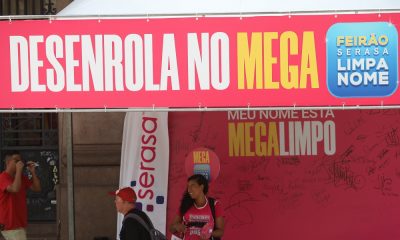 DESENROLA NO MEGA
FEIRÃO
SERASA
LIMPA
NOME
MEU NOME ESTÁ
MEGALIMPO
serasa
MEGA